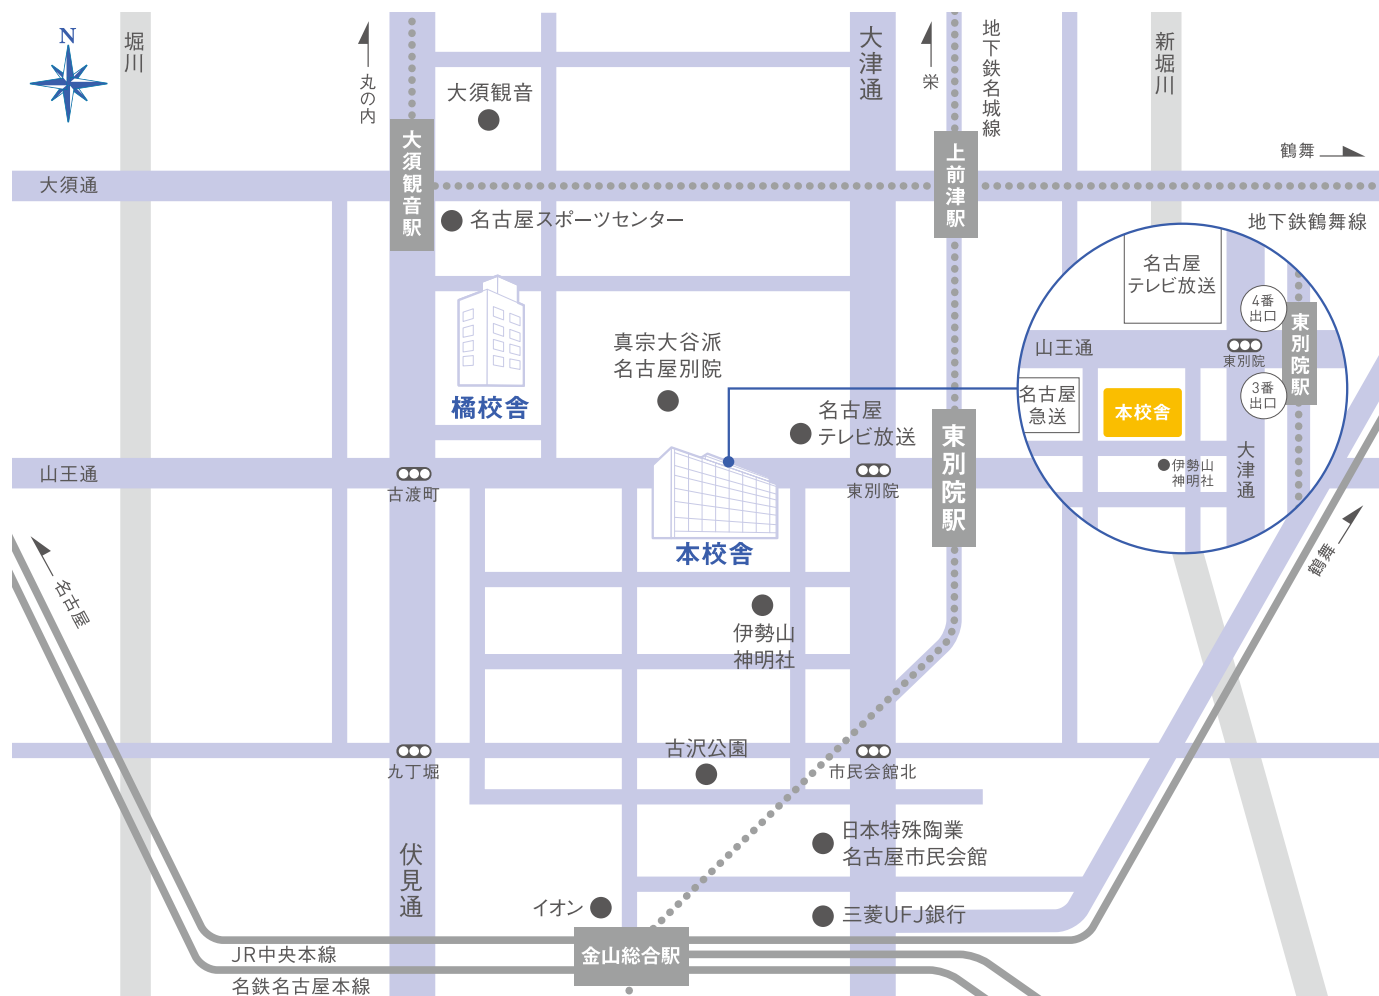 N
堀川
丸の内
大須観音
大津通
栄
地下鉄名城線
新堀川
鶴舞
大須通
大須観音駅
上前津駅
名古屋スポーツセンター
地下鉄鶴舞線
名古屋
テレビ放送
4番
出口
東別院駅
山王通
東別院
3番
出口
名古屋
急送
本校舎
伊勢山
神明社
大津通
真宗大谷派
名古屋別院
橘校舎
名古屋
テレビ放送
東別院駅
山王通
古渡町
東別院
本校舎
名古屋
鶴舞
伊勢山
神明社
古沢公園
九丁堀
市民会館北
伏見通
日本特殊陶業
名古屋市民会館
イオン
三菱UFJ銀行
金山総合駅
JR中央本線
名鉄名古屋本線